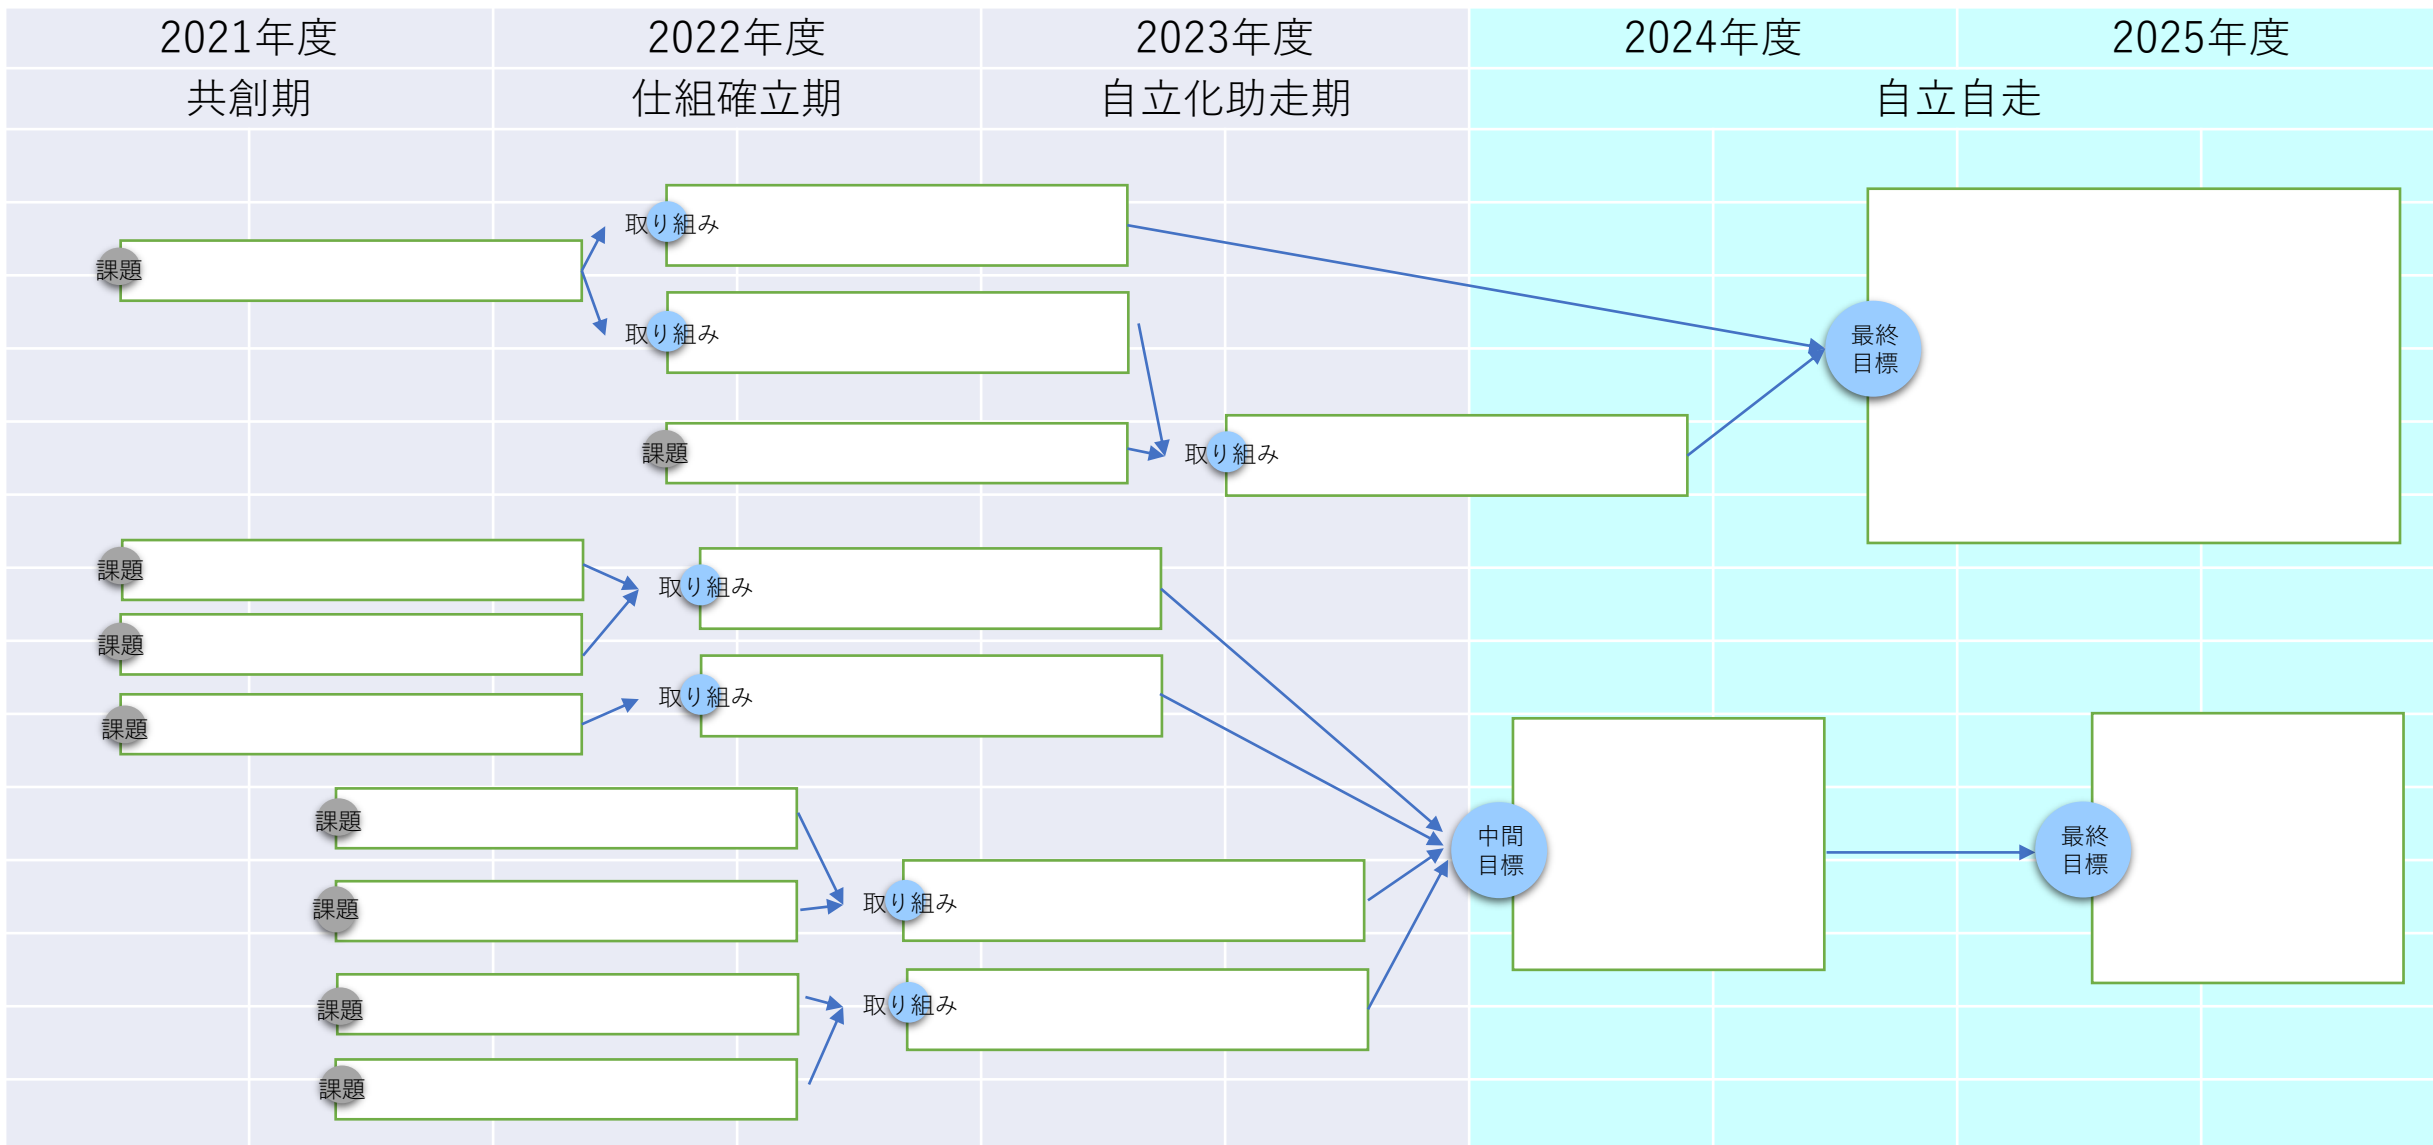 2021年度
2022年度
2023年度
2024年度
2025年度
共創期
仕組確立期
自立化助走期
自立自走
取り組み
課題
取り組み
最終
目標
課題
取り組み
課題
取り組み
課題
取り組み
課題
課題
中間
目標
最終
目標
取り組み
課題
課題
取り組み
課題